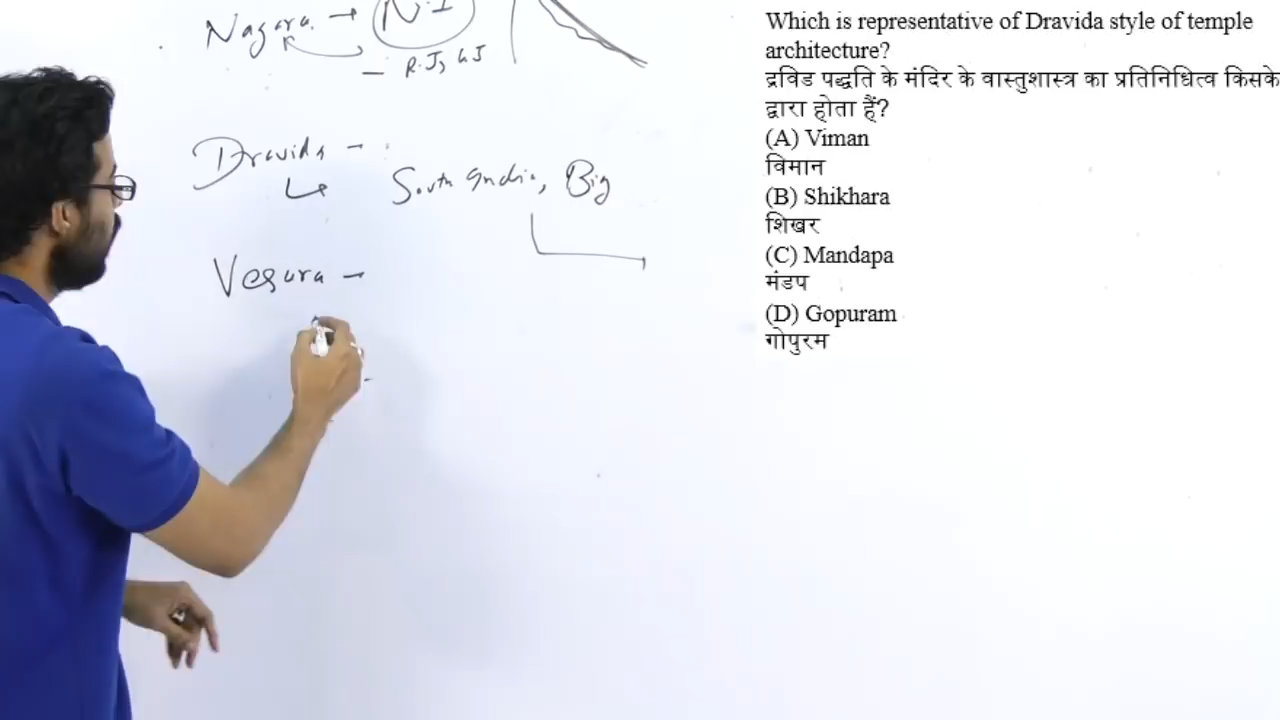 Nagara. → N.I
– R.J, GJ
Dravida –
South India, Big
Vesara –
Which is representative of Dravida style of temple
architecture?
द्रविड पद्धति के मंदिर के वास्तुशास्त्र का प्रतिनिधित्व किसके
द्वारा होता हैं?
(A) Viman
विमान
(B) Shikhara
शिखर
(C) Mandapa
मंडप
(D) Gopuram
गोपुरम